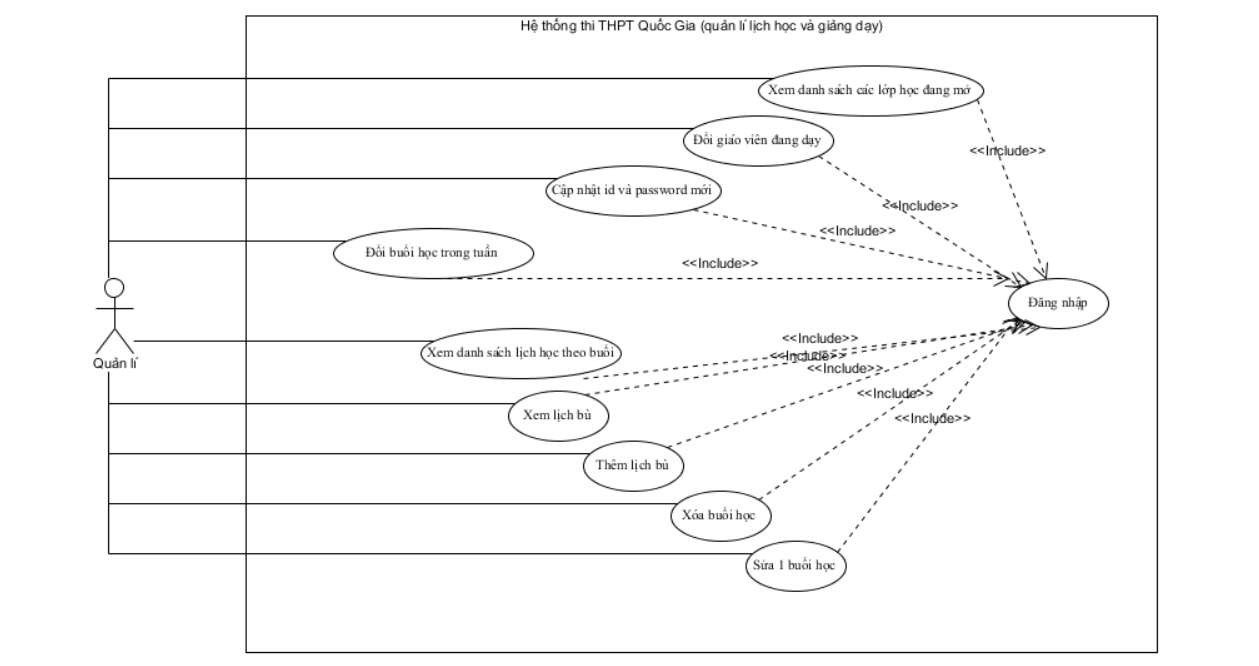 Hệ thống thi THPT Quốc Gia (quản lí lịch học và giảng dạy)
Xem danh sách các lớp học đang mở
Đổi giáo viên đang dạy
<<Include>>
Cập nhật id và password mới
<<Include>>
<<Include>>
Đổi buổi học trong tuần
<<Include>>
Đăng nhập
Quản lí
Xem danh sách lịch học theo buổi
<<Include>>
<<Include>>
<<Include>>
Xem lịch bù
<<Include>>
<<Include>>
Thêm lịch bù
Xóa buổi học
Sửa 1 buổi học